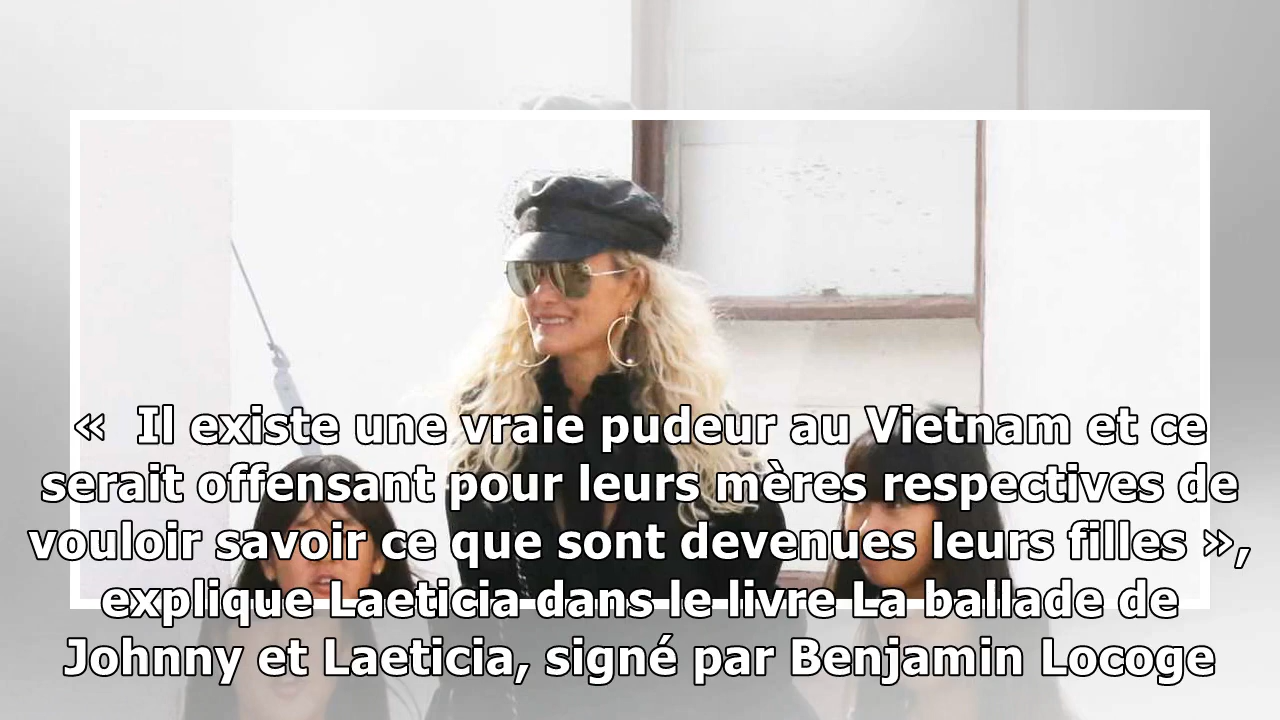 «  Il existe une vraie pudeur au Vietnam et ce
serait offensant pour leurs mères respectives de
vouloir savoir ce que sont devenues leurs filles »,
explique Laeticia dans le livre La ballade de
Johnny et Laeticia, signé par Benjamin Locoge